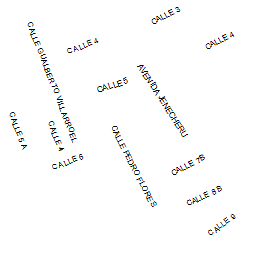 CALLE 3
CALLE 4
CALLE 4
CALLE GUALBERTO VILLARROEL
CALLE 5
AVENIDA JENECHERU
CALLE 5 A
CALLE 4
CALLE 6
CALLE PEDRO FLORES
CALLE 7B
CALLE 8 B
CALLE 9